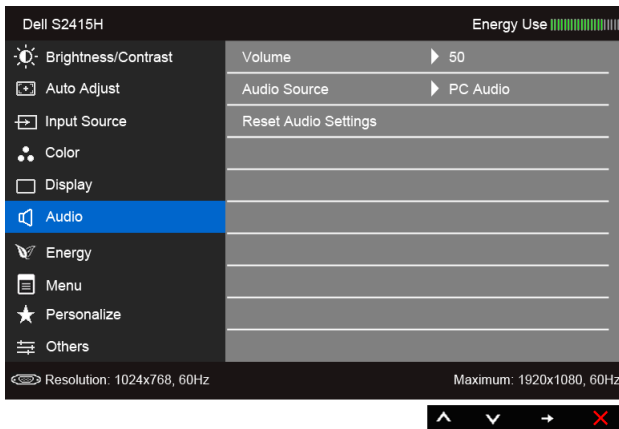 Dell S2415H Energy Use
Brightness/Contrast Volume 50
Auto Adjust Audio Source PC Audio
Input Source Reset Audio Settings
Color
Display
Audio
Energy
Menu
Personalize
Others
Resolution: 1024x768, 60Hz Maximum: 1920x1080, 60Hz